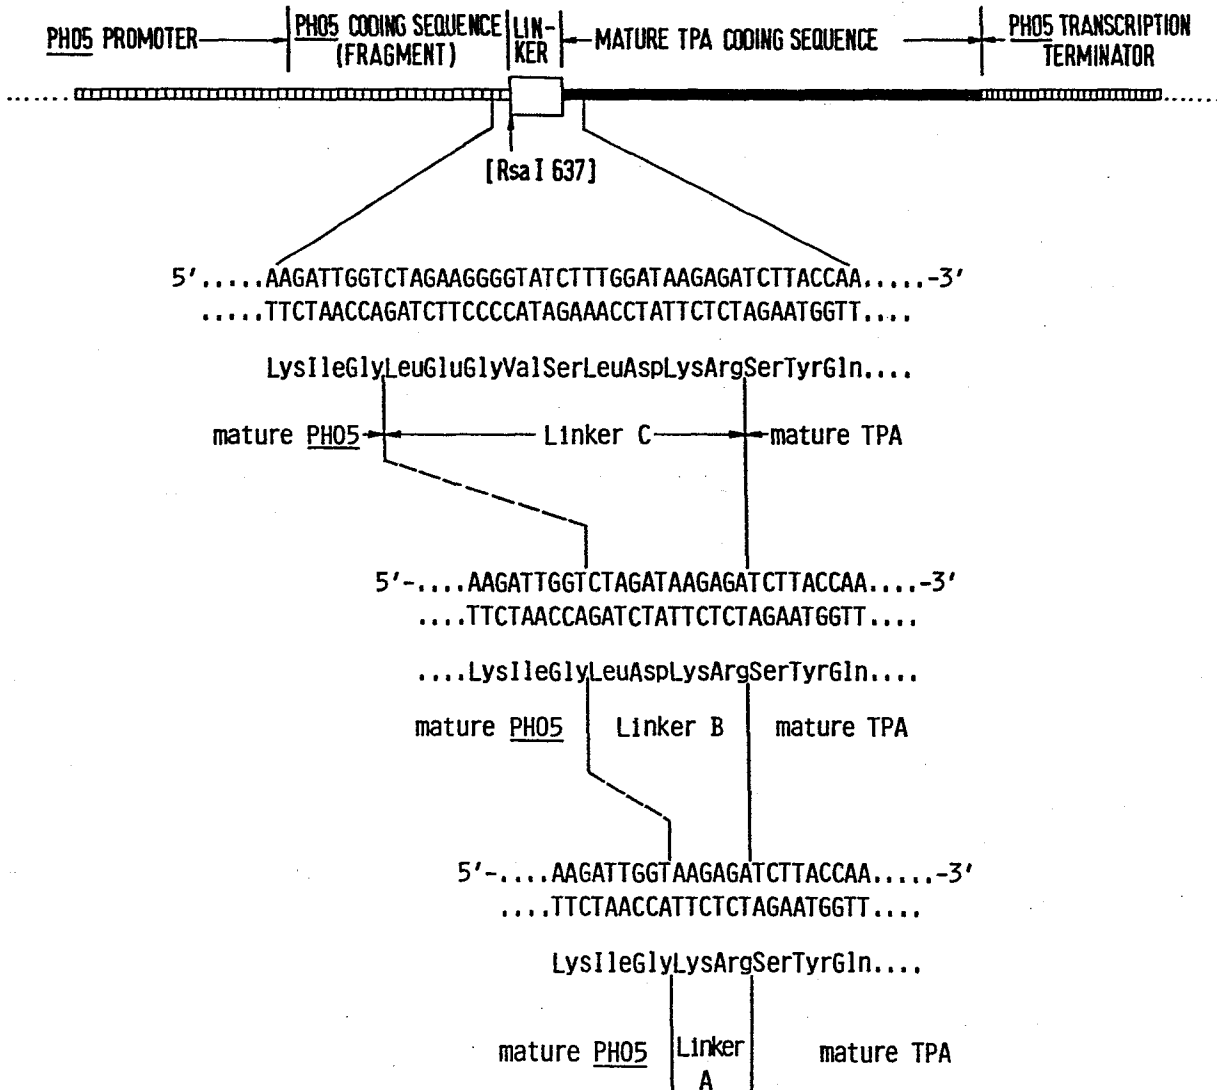 PHO5 PROMOTER
PHO5 CODING SEQUENCE
(FRAGMENT)
LIN-
KER
MATURE TPA CODING SEQUENCE
PHO5 TRANSCRIPTION
TERMINATOR
[Rsa I 637]
5'.....AAGATTGGTCTAGAAGGGGTATCTTTGGATAAGAGATCTTACCAA.....-3'
.....TTCTAACCAGATCTTCCCCATAGAAACCTATTCTCTAGAATGGTT....
LysIleGlyLeuGluGlyValSerLeuAspLysArgSerTyrGln....
mature PHO5
Linker C
mature TPA
5'-....AAGATTGGTCTAGATAAGAGATCTTACCAA....-3'
....TTCTAACCAGATCTATTCTCTAGAATGGTT....
....LysIleGlyLeuAspLysArgSerTyrGln....
mature PHO5
Linker B
mature TPA
5'-....AAGATTGGTAAGAGATCTTACCAA.....-3'
....TTCTAACCATTCTCTAGAATGGTT....
LysIleGlyLysArgSerTyrGln....
mature PHO5
Linker
A
mature TPA